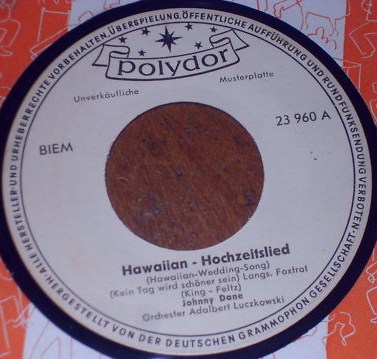 ALLE HERSTELLER-UND URHEBERRECHTE VORBEHALTEN, ÜBERSPIELUNG, ÖFFENTLICHE AUFFÜHRUNG UND RUNDFUNKSENDUNG VERBOTEN
polydor
Unverkäufliche Musterplatte
BIEM 23 960 A
Hawaiian - Hochzeitslied
(Hawaiian-Wedding-Song)
(Kein Tag wird schöner sein) Langs. Foxtrot
(King - Feltz)
Johnny Dane
Orchester Adalbert Luczkowski
HERGESTELLT VON DER DEUTSCHEN GRAMMOPHON GESELLSCHAFT